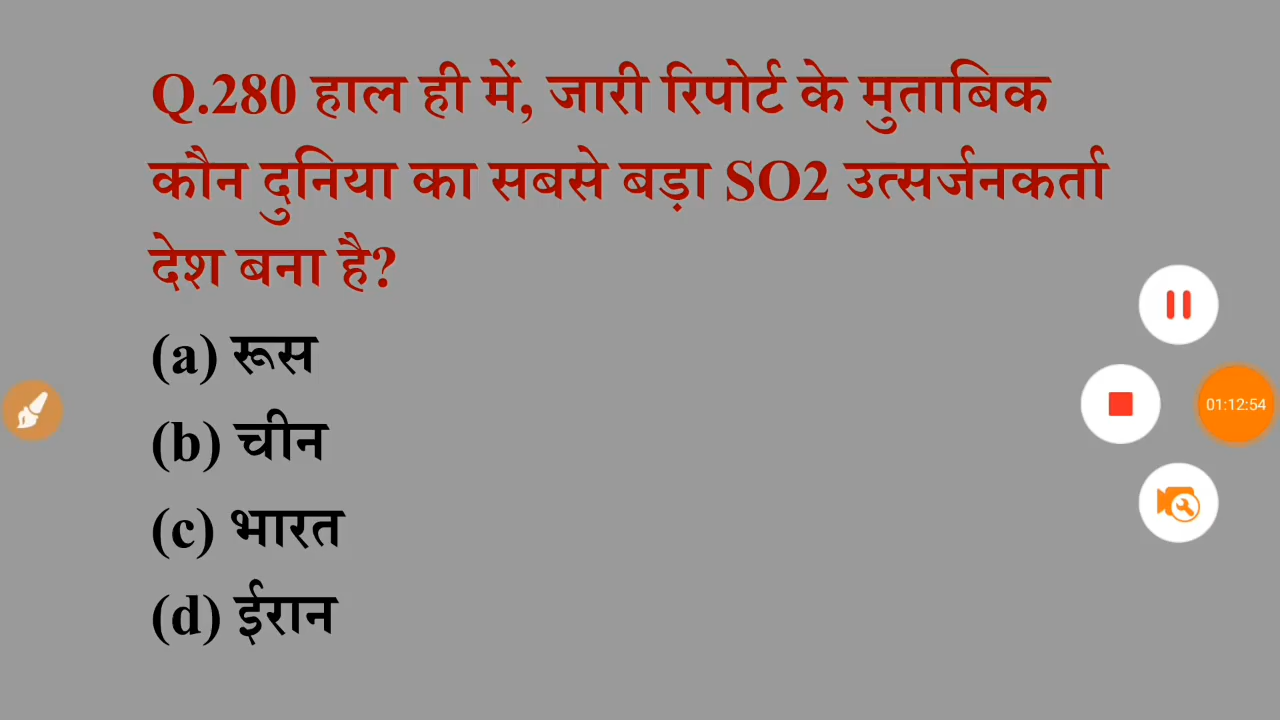 Q.280 हाल ही में, जारी रिपोर्ट के मुताबिक
कौन दुनिया का सबसे बड़ा SO2 उत्सर्जनकर्ता
देश बना है?
(a) रूस
(b) चीन
(c) भारत
(d) ईरान
01:12:54